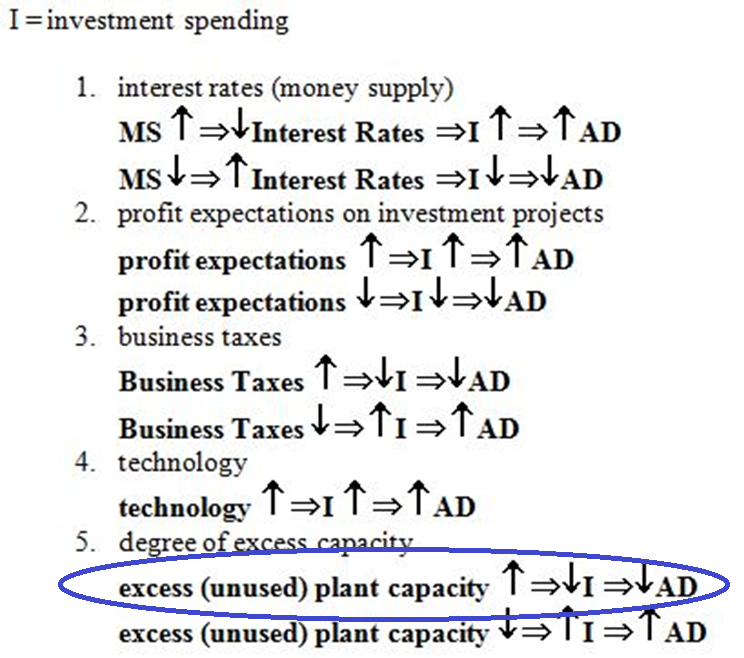 I = investment spending
1. interest rates (money supply)
MS ↑ ⇒ ↓ Interest Rates ⇒ I ↑ ⇒ ↑ AD
MS ↓ ⇒ ↑ Interest Rates ⇒ I ↓ ⇒ ↓ AD
2. profit expectations on investment projects
profit expectations ↑ ⇒ I ↑ ⇒ ↑ AD
profit expectations ↓ ⇒ I ↓ ⇒ ↓ AD
3. business taxes
Business Taxes ↑ ⇒ ↓ I ⇒ ↓ AD
Business Taxes ↓ ⇒ ↑ I ⇒ ↑ AD
4. technology
technology ↑ ⇒ I ↑ ⇒ ↑ AD
5. degree of excess capacity
excess (unused) plant capacity ↑ ⇒ ↓ I ⇒ ↓ AD
excess (unused) plant capacity ↓ ⇒ ↑ I ⇒ ↑ AD